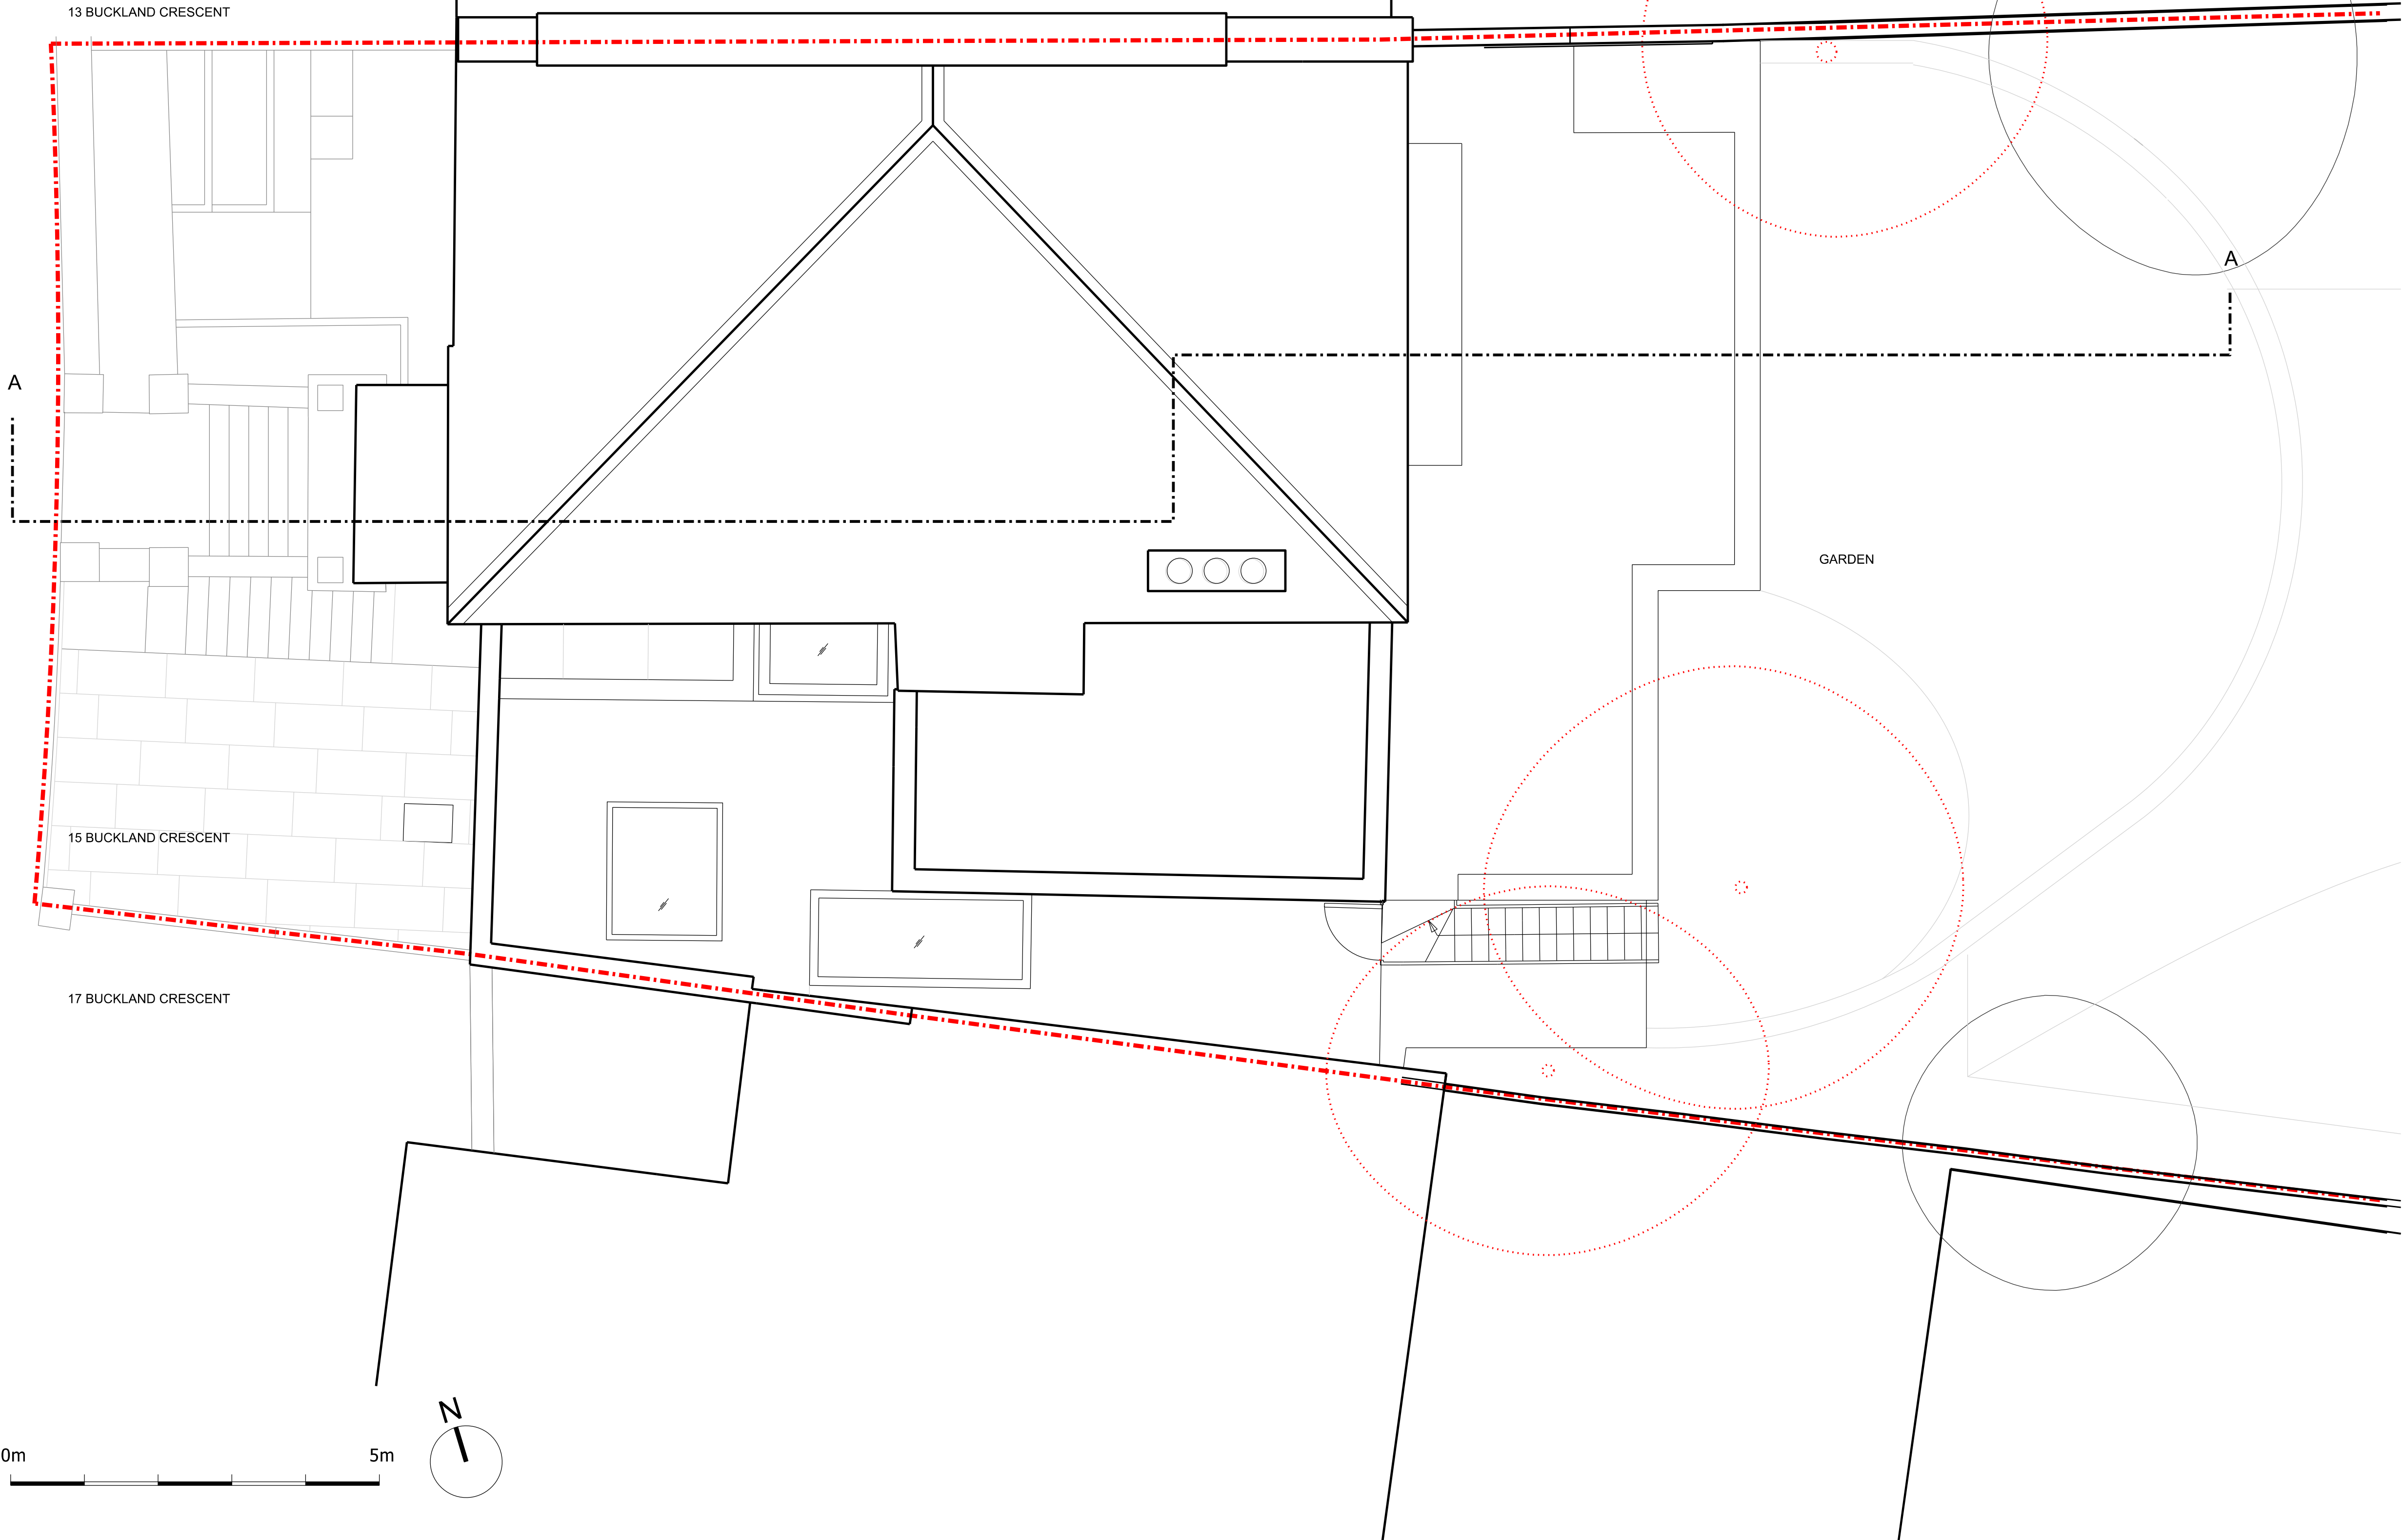 13 BUCKLAND CRESCENT
A
A
GARDEN
15 BUCKLAND CRESCENT
17 BUCKLAND CRESCENT
N
0m 5m